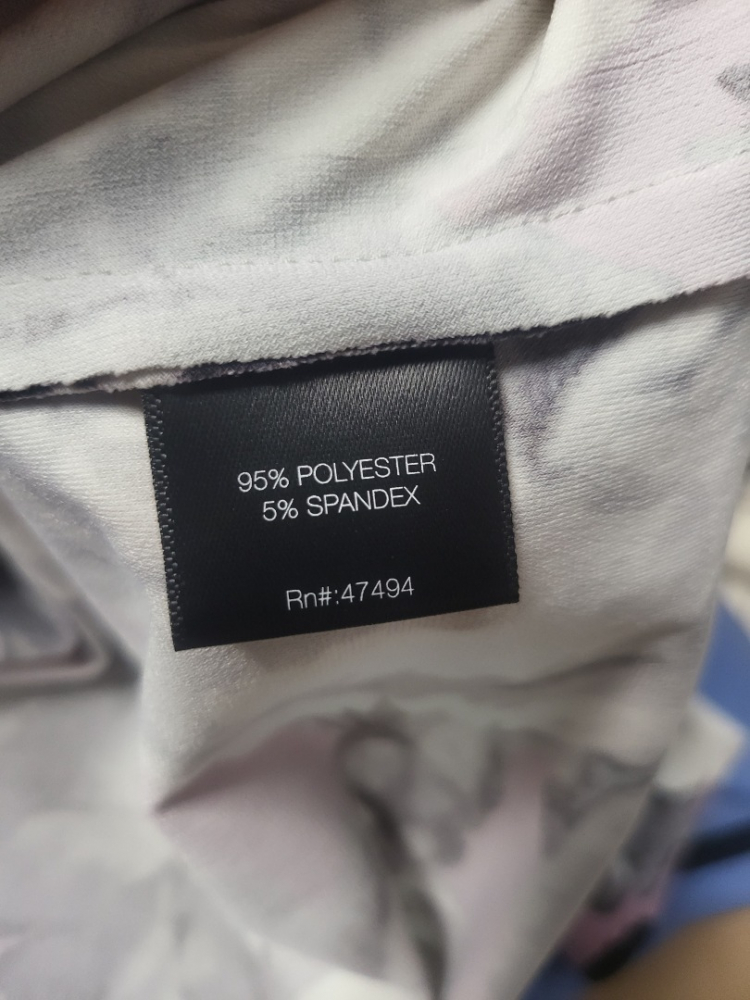 95% POLYESTER
5% SPANDEX
Rn#:47494